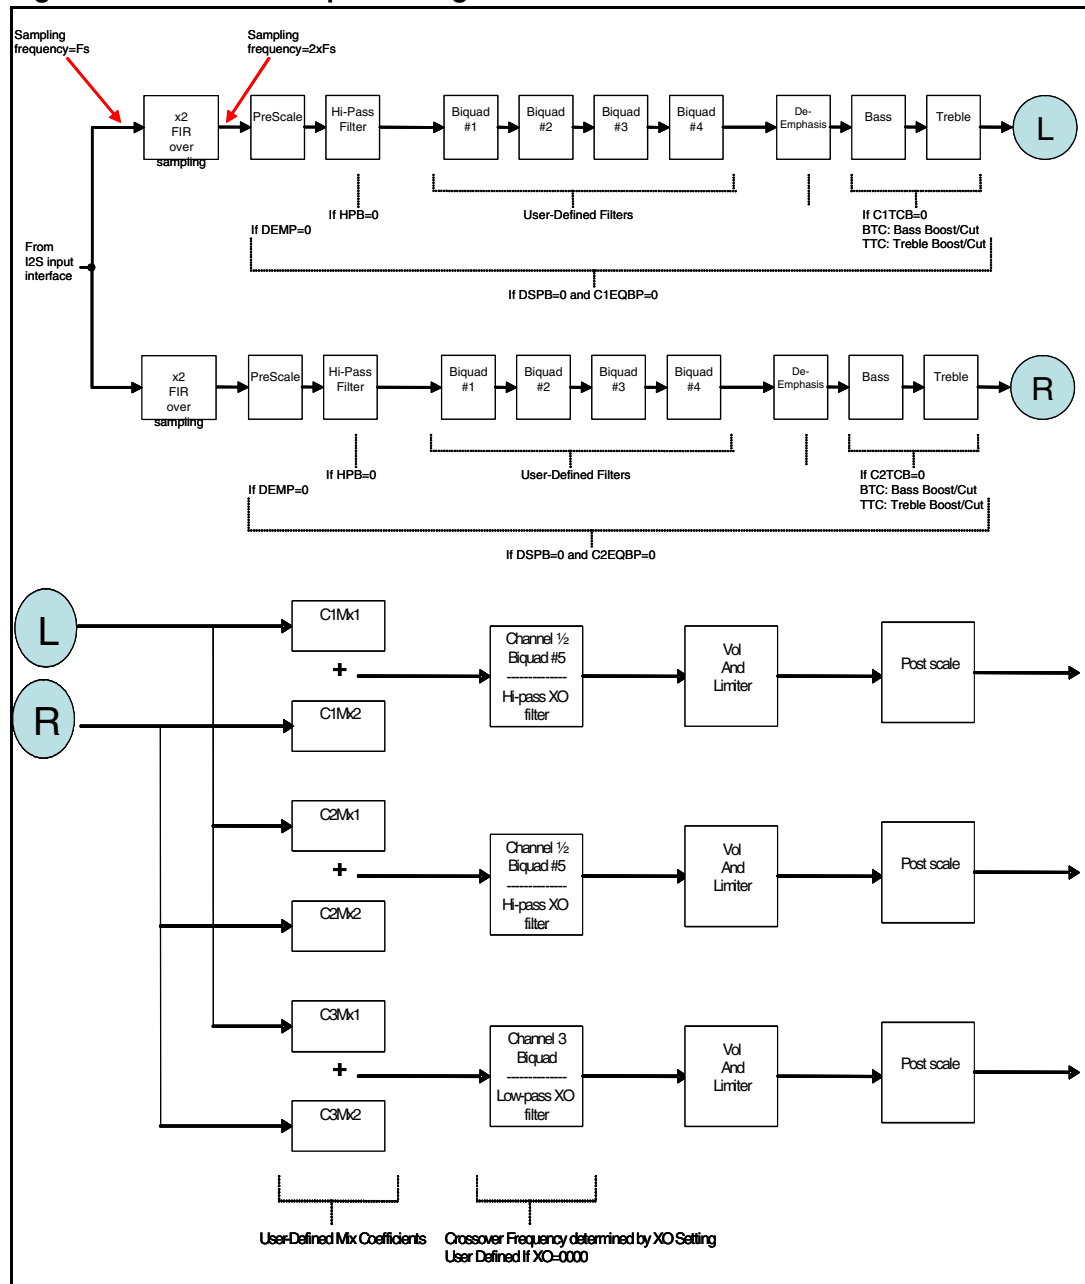 Sampling
frequency=Fs
Sampling
frequency=2xFs
x2
FIR
over
sampling
PreScale
Hi-Pass
Filter
Biquad
#1
Biquad
#2
Biquad
#3
Biquad
#4
De-
Emphasis
Bass
Treble
L
If HPB=0
User-Defined Filters
If C1TCB=0
BTC: Bass Boost/Cut
TTC: Treble Boost/Cut
If DEMP=0
From
I2S input
interface
If DSPB=0 and C1EQBP=0
x2
FIR
over
sampling
PreScale
Hi-Pass
Filter
Biquad
#1
Biquad
#2
Biquad
#3
Biquad
#4
De-
Emphasis
Bass
Treble
R
If HPB=0
User-Defined Filters
If C2TCB=0
BTC: Bass Boost/Cut
TTC: Treble Boost/Cut
If DEMP=0
If DSPB=0 and C2EQBP=0
L
R
C1Mx1
+
C1Mx2
Channel ½
Biquad #5
---------------
Hi-pass XO
filter
Vol
And
Limiter
Post scale
C2Mx1
+
C2Mx2
Channel ½
Biquad #5
---------------
Hi-pass XO
filter
Vol
And
Limiter
Post scale
C3Mx1
+
C3Mx2
Channel 3
Biquad
---------------
Low-pass XO
filter
Vol
And
Limiter
Post scale
User-Defined Mix Coefficients
Crossover Frequency determined by XO Setting
User Defined If XO=0000